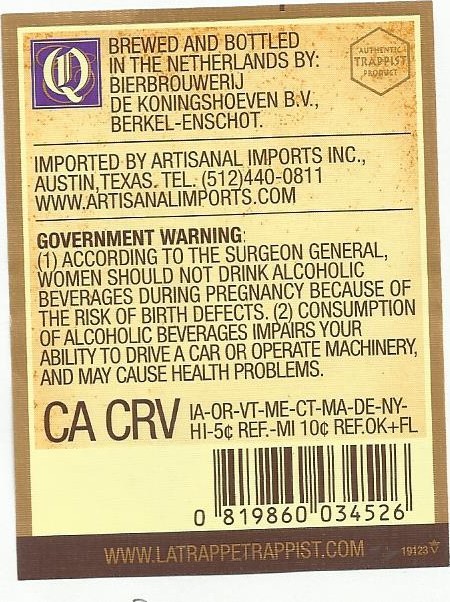 Q
BREWED AND BOTTLED
IN THE NETHERLANDS BY:
BIERBROUWERIJ
DE KONINGSHOEVEN B.V.,
BERKEL-ENSCHOT.
AUTHENTIC
TRAPPIST
PRODUCT
IMPORTED BY ARTISANAL IMPORTS INC.,
AUSTIN,TEXAS. TEL. (512)440-0811
WWW.ARTISANALIMPORTS.COM
GOVERNMENT WARNING:
(1) ACCORDING TO THE SURGEON GENERAL,
WOMEN SHOULD NOT DRINK ALCOHOLIC
BEVERAGES DURING PREGNANCY BECAUSE OF
THE RISK OF BIRTH DEFECTS. (2) CONSUMPTION
OF ALCOHOLIC BEVERAGES IMPAIRS YOUR
ABILITY TO DRIVE A CAR OR OPERATE MACHINERY,
AND MAY CAUSE HEALTH PROBLEMS.
CA CRV
IA-OR-VT-ME-CT-MA-DE-NY-
HI-5¢ REF.-MI 10¢ REF.OK+FL
0 819860 034526
WWW.LATRAPPETRAPPIST.COM
19123